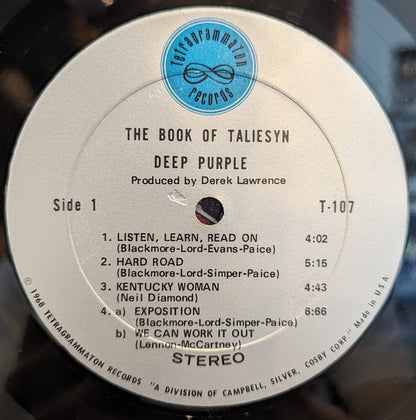 tetragrammaton
records
THE BOOK OF TALIESYN
DEEP PURPLE
Produced by Derek Lawrence
Side 1
T-107
1. LISTEN, LEARN, READ ON 4:02
(Blackmore-Lord-Evans-Paice)
2. HARD ROAD 5:15
(Blackmore-Lord-Simper-Paice)
3. KENTUCKY WOMAN 4:43
(Neil Diamond)
4. a) EXPOSITION 6:66
(Blackmore-Lord-Simper-Paice)
b) WE CAN WORK IT OUT
(Lennon-McCartney)
STEREO
© 1968 TETRAGRAMMATON RECORDS "A DIVISION OF CAMPBELL, SILVER, COSBY CORP." Made in U.S.A